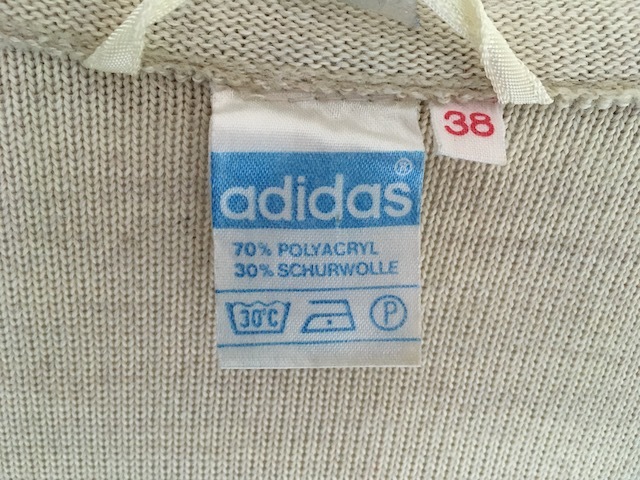 38
adidas®
70% POLYACRYL
30% SCHURWOLLE
30°C P